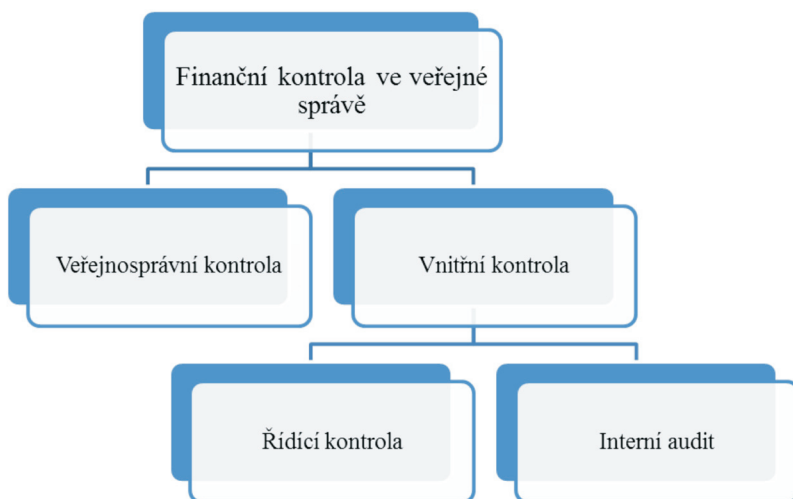 Finanční kontrola ve veřejné
správě
Veřejnosprávní kontrola
Vnitřní kontrola
Řídící kontrola
Interní audit